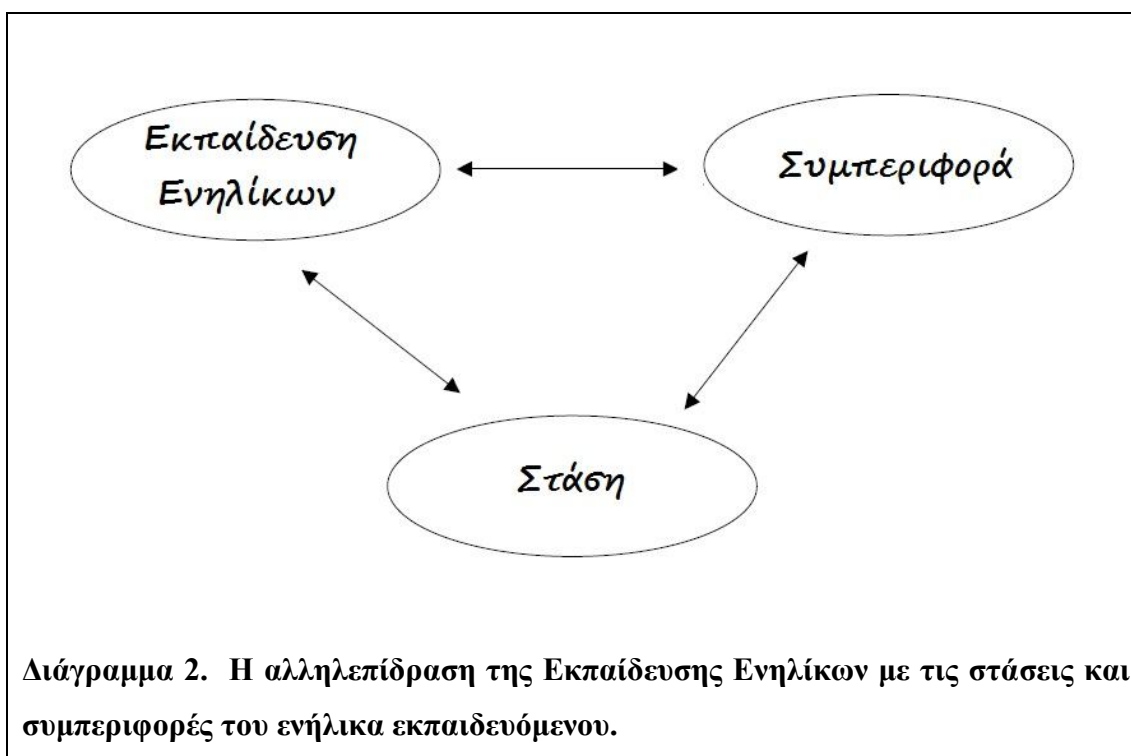 Εκπαίδευση
Ενηλίκων
Συμπεριφορά
Στάση
Διάγραμμα 2. Η αλληλεπίδραση της Εκπαίδευσης Ενηλίκων με τις στάσεις και
συμπεριφορές του ενήλικα εκπαιδευόμενου.